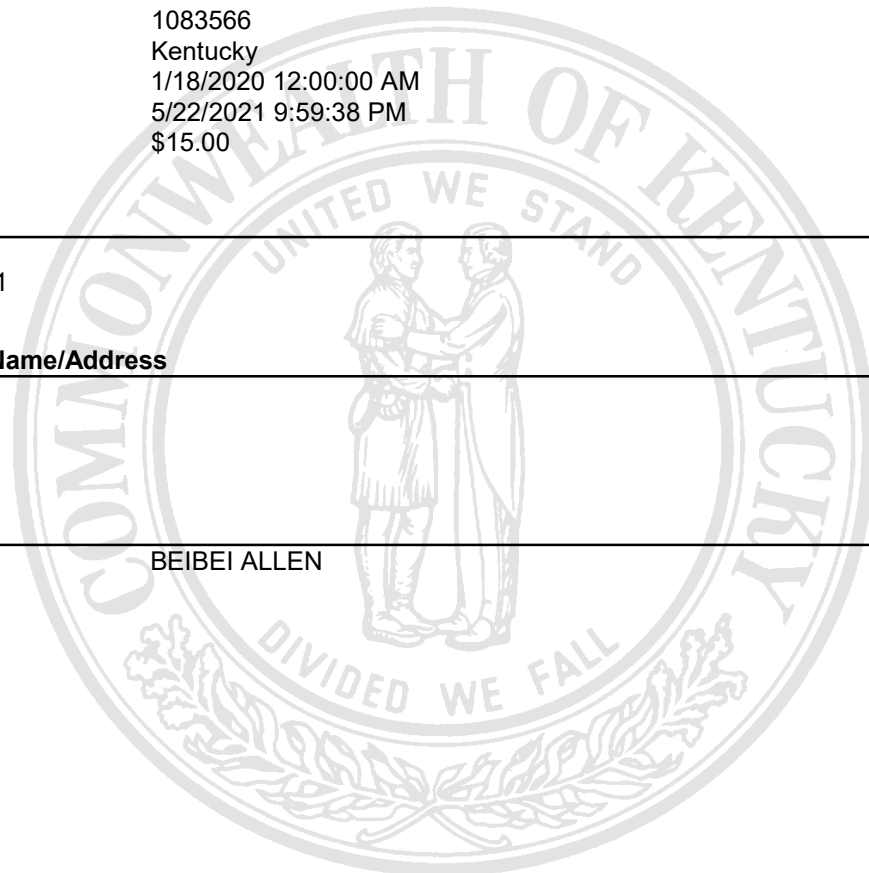 1083566
Kentucky
1/18/2020 12:00:00 AM
5/22/2021 9:59:38 PM
$15.00
1
Name/Address
BEIBEI ALLEN
COMMONWEALTH OF KENTUCKY
UNITED WE STAND
DIVIDED WE FALL